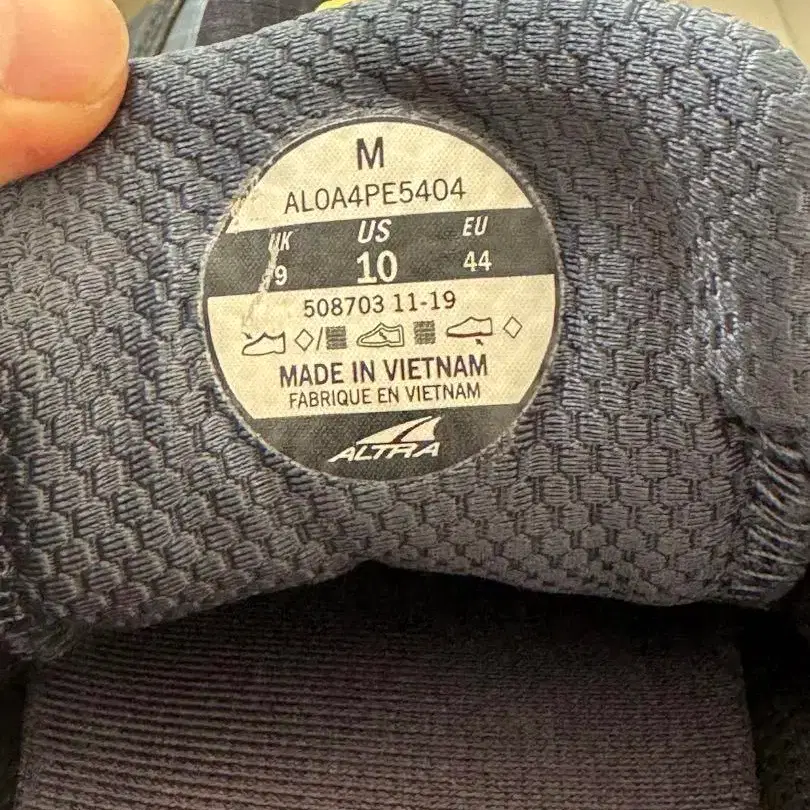 M
AL0A4PE5404
UK US EU
9 10 44
508703 11-19
MADE IN VIETNAM
FABRIQUE EN VIETNAM
ALTRA